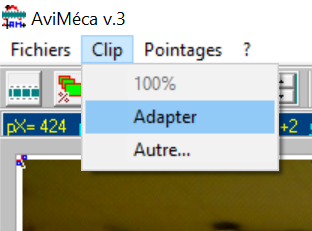 AviMéca v.3
Fichiers Clip Pointages ?
100%
Adapter
Autre...
pX= 424 +2